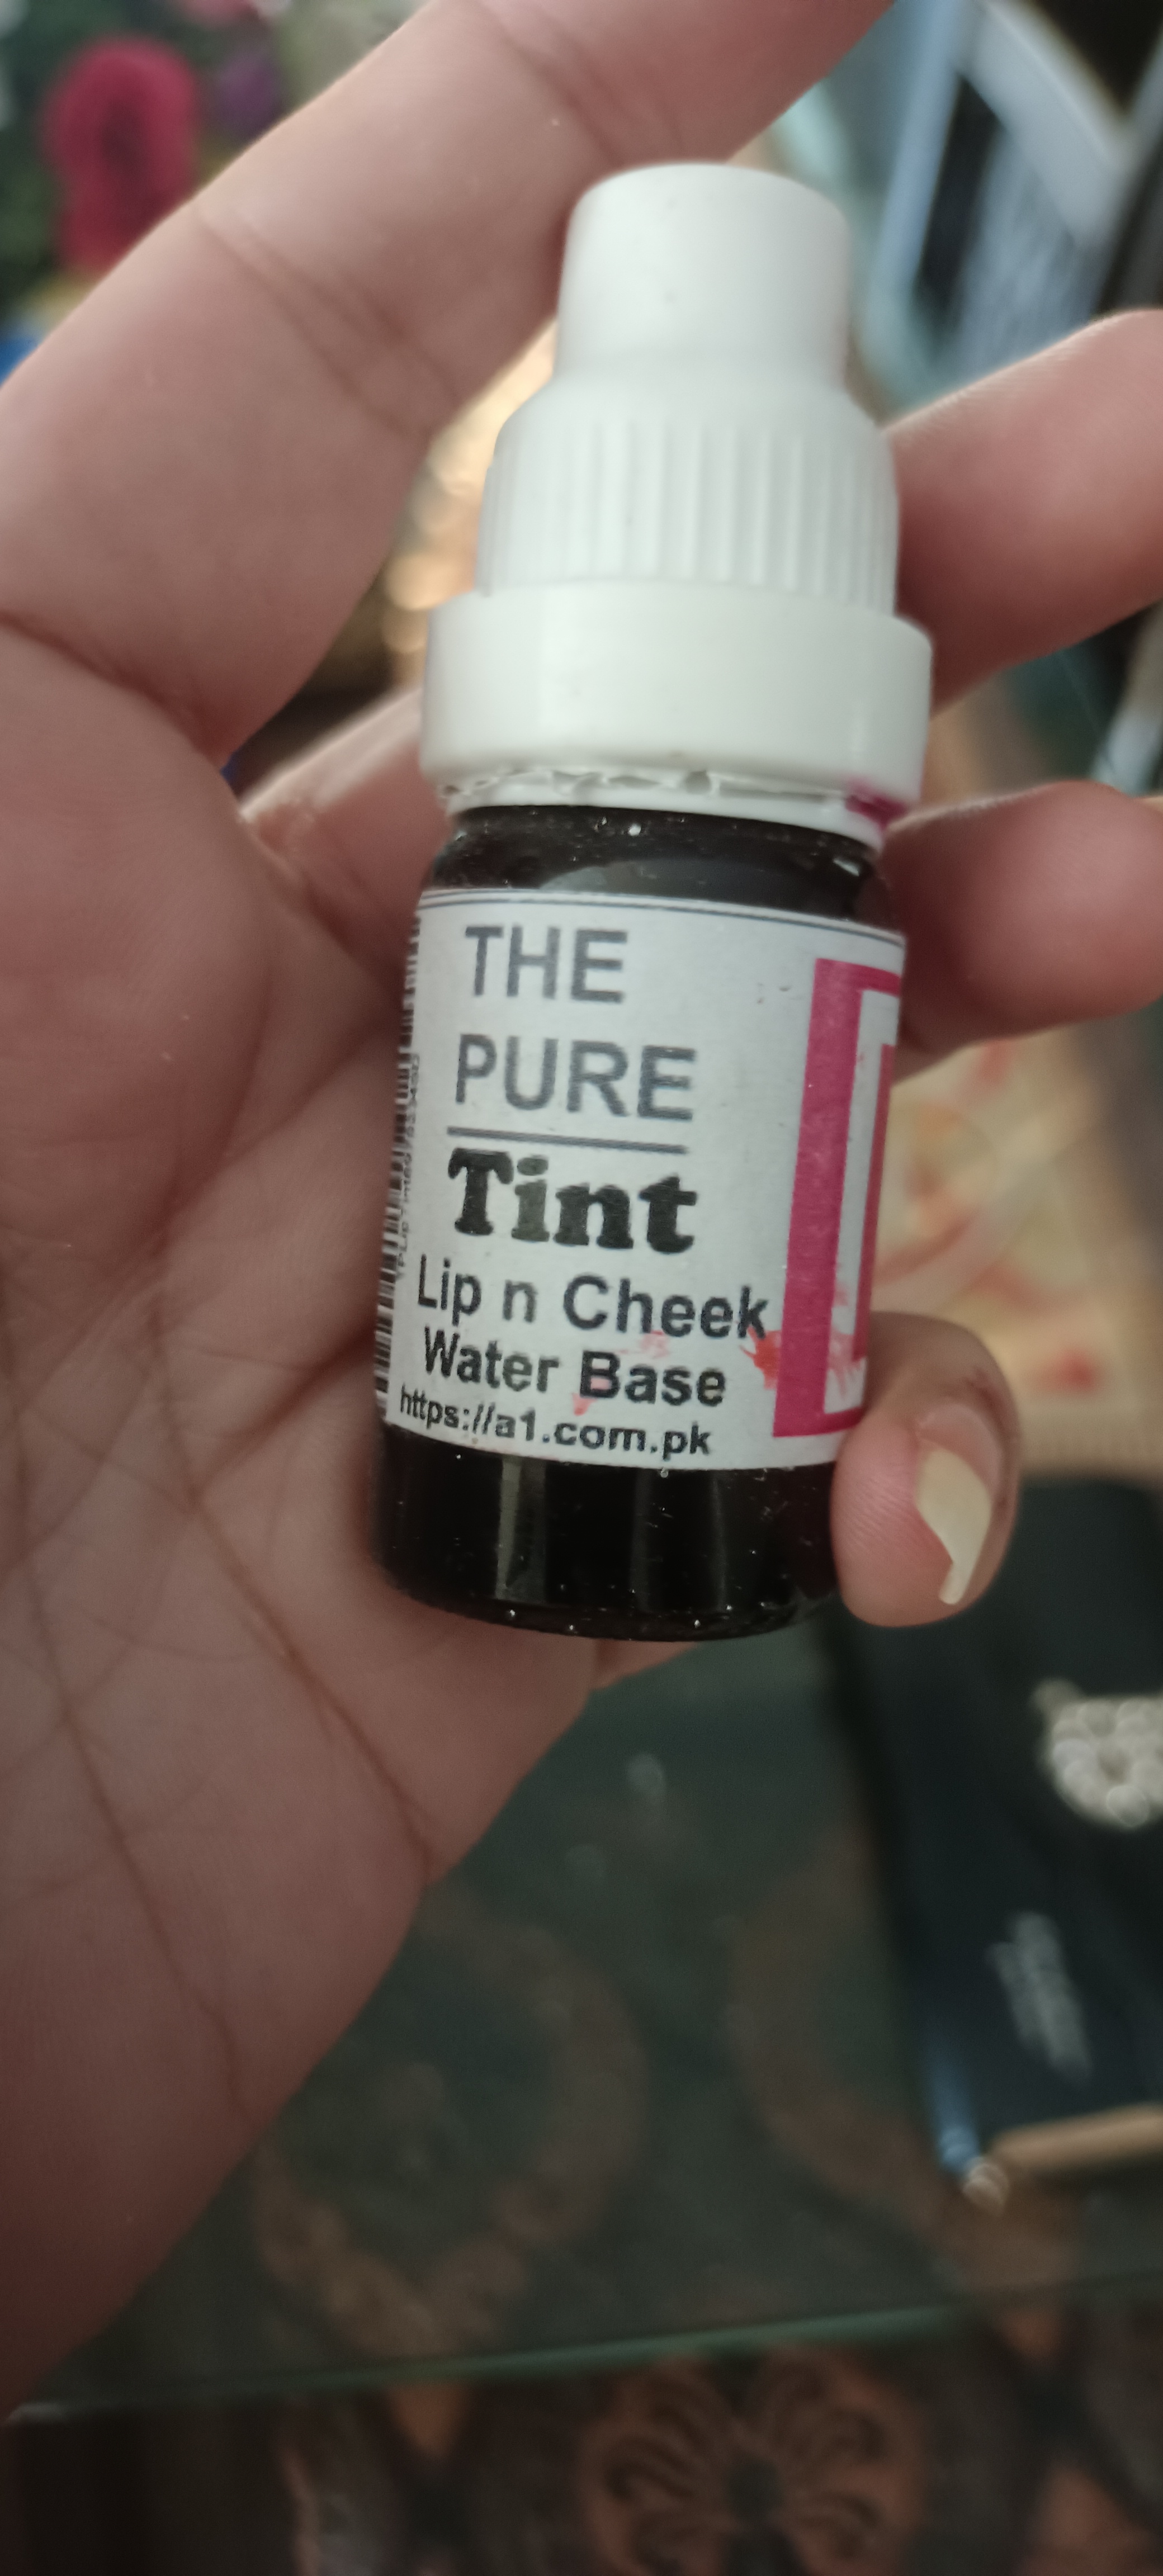 THE
PURE
Tint
Lip n Cheek
Water Base
https://a1.com.pk